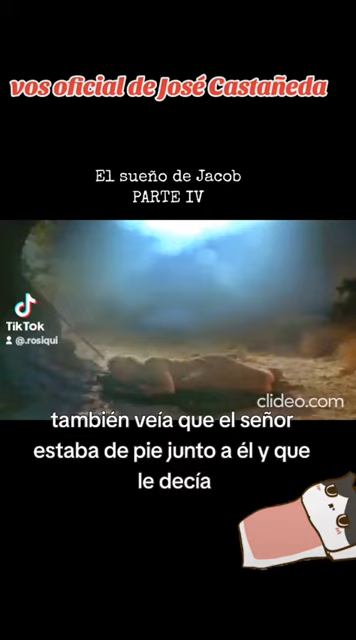 vos oficial de José Castañeda
El sueño de Jacob
PARTE IV
TikTok
@.rosiqui
clideo.com
también veía que el señor
estaba de pie junto a él y que
le decía